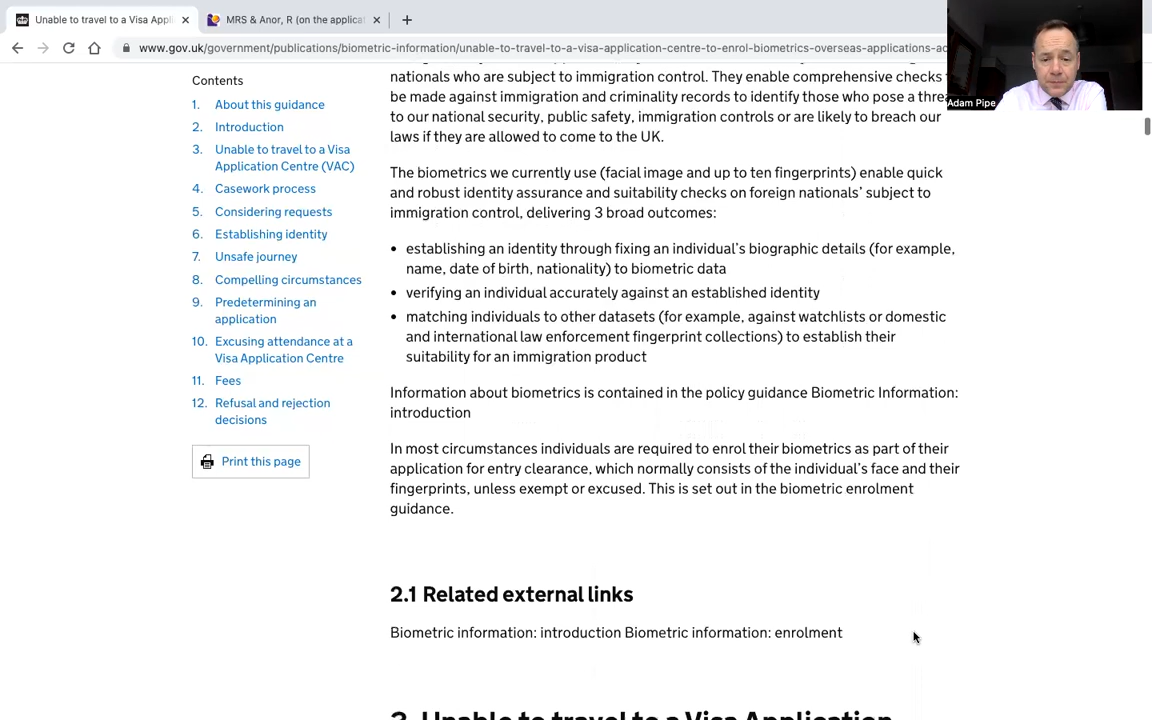 Unable to travel to a Visa Appli
MRS & Anor, R (on the applicat
www.gov.uk/government/publications/biometric-information/unable-to-travel-to-a-visa-application-centre-to-enrol-biometrics-overseas-applications-ac
Adam Pipe
Contents
1. About this guidance
2. Introduction
3. Unable to travel to a Visa
Application Centre (VAC)
4. Casework process
5. Considering requests
6. Establishing identity
7. Unsafe journey
8. Compelling circumstances
9. Predetermining an
application
10. Excusing attendance at a
Visa Application Centre
11. Fees
12. Refusal and rejection
decisions
Print this page
nationals who are subject to immigration control. They enable comprehensive checks
be made against immigration and criminality records to identify those who pose a threa
to our national security, public safety, immigration controls or are likely to breach our
laws if they are allowed to come to the UK.
The biometrics we currently use (facial image and up to ten fingerprints) enable quick
and robust identity assurance and suitability checks on foreign nationals’ subject to
immigration control, delivering 3 broad outcomes:
• establishing an identity through fixing an individual’s biographic details (for example,
name, date of birth, nationality) to biometric data
• verifying an individual accurately against an established identity
• matching individuals to other datasets (for example, against watchlists or domestic
and international law enforcement fingerprint collections) to establish their
suitability for an immigration product
Information about biometrics is contained in the policy guidance Biometric Information:
introduction
In most circumstances individuals are required to enrol their biometrics as part of their
application for entry clearance, which normally consists of the individual’s face and their
fingerprints, unless exempt or excused. This is set out in the biometric enrolment
guidance.
2.1 Related external links
Biometric information: introduction Biometric information: enrolment
3. Unable to travel to a Visa Application